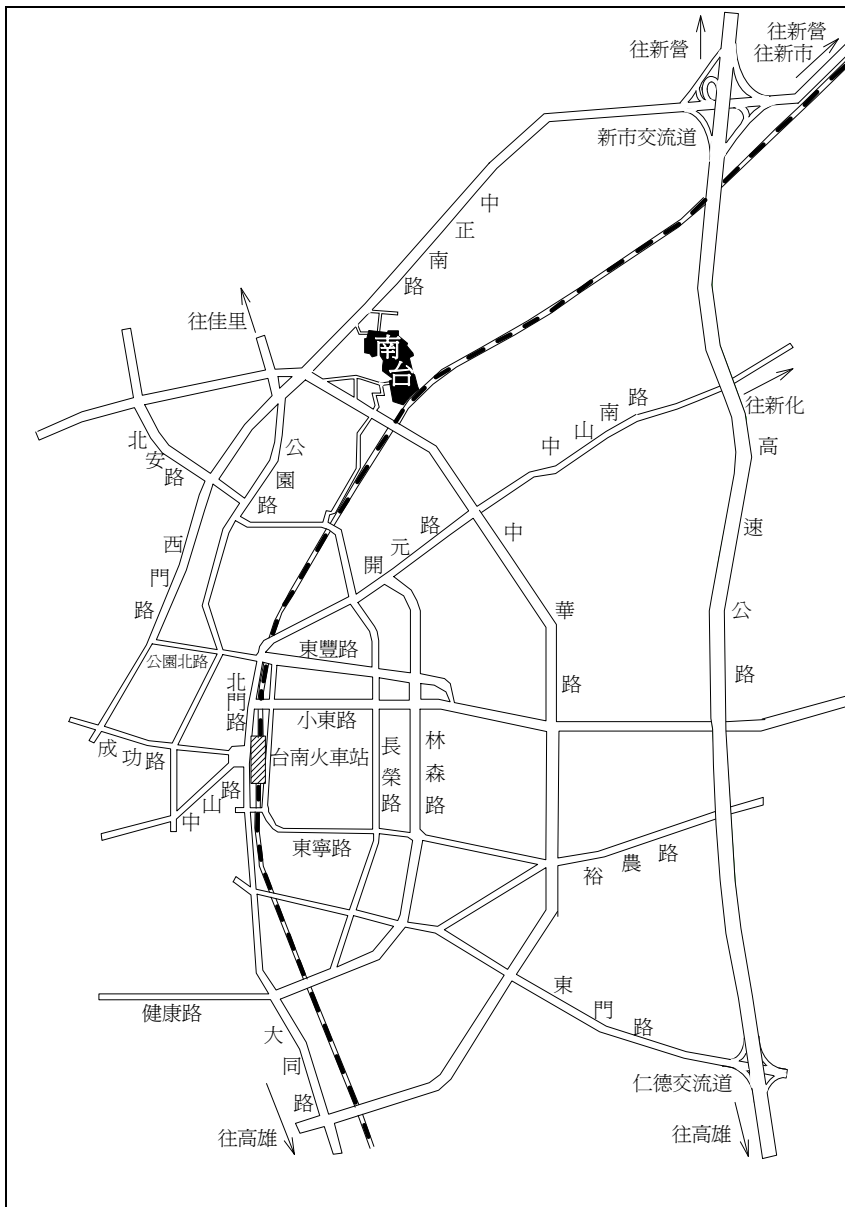 往新營
往新營
往新市
新市交流道
中正南路
往佳里
南台
中山南路
往新化
北安路
公園路
高速公路
西門路
開元路
中華路
公園北路
東豐路
北門路
小東路
成功路
台南火車站
長榮路
林森路
中山路
東寧路
裕農路
東門路
健康路
大同路
仁德交流道
往高雄
往高雄